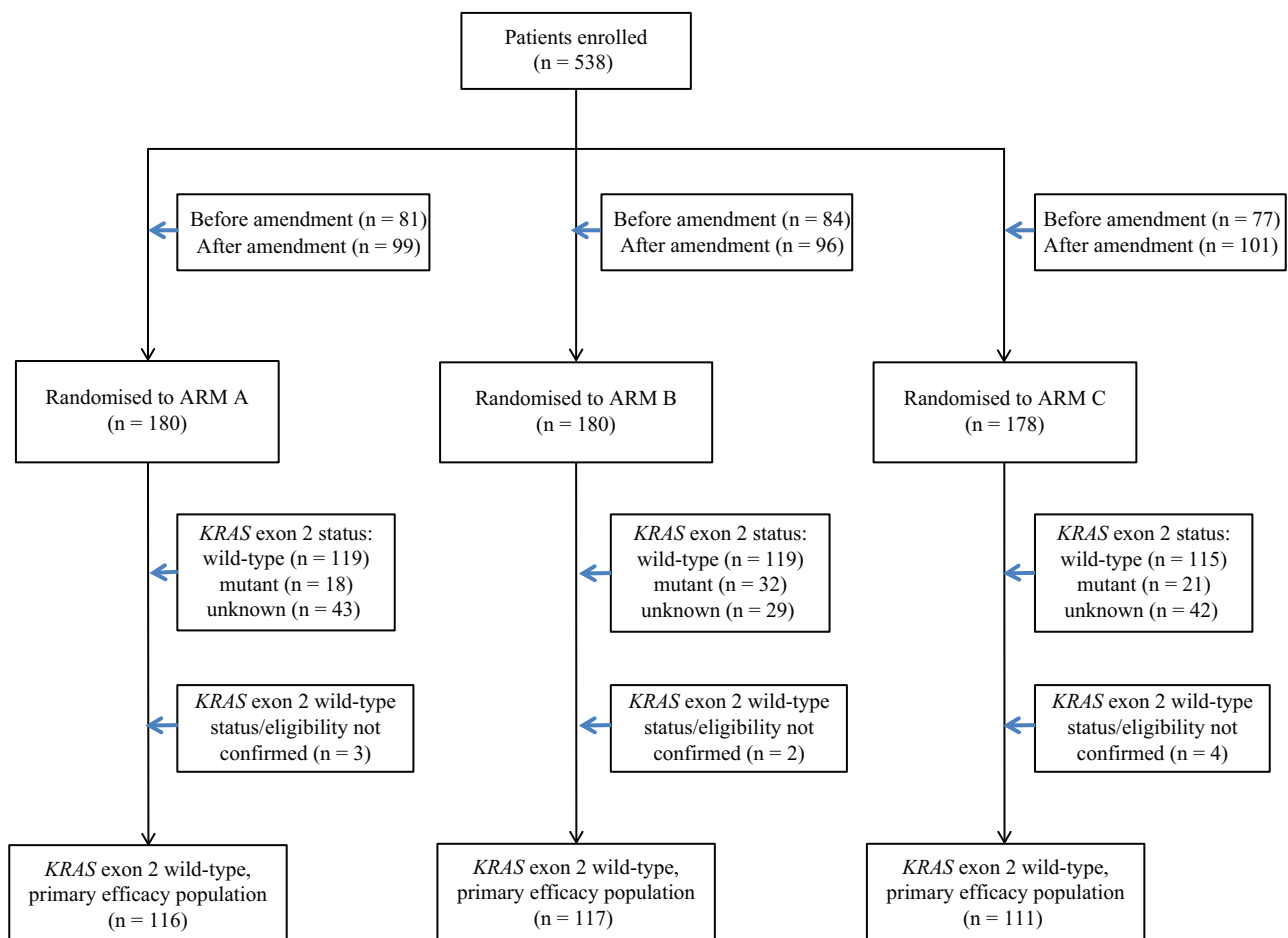 Patients enrolled
(n = 538)
Before amendment (n = 81)
After amendment (n = 99)
Before amendment (n = 84)
After amendment (n = 96)
Before amendment (n = 77)
After amendment (n = 101)
Randomised to ARM A
(n = 180)
Randomised to ARM B
(n = 180)
Randomised to ARM C
(n = 178)
KRAS exon 2 status:
wild-type (n = 119)
mutant (n = 18)
unknown (n = 43)
KRAS exon 2 status:
wild-type (n = 119)
mutant (n = 32)
unknown (n = 29)
KRAS exon 2 status:
wild-type (n = 115)
mutant (n = 21)
unknown (n = 42)
KRAS exon 2 wild-type
status/eligibility not
confirmed (n = 3)
KRAS exon 2 wild-type
status/eligibility not
confirmed (n = 2)
KRAS exon 2 wild-type
status/eligibility not
confirmed (n = 4)
KRAS exon 2 wild-type,
primary efficacy population
(n = 116)
KRAS exon 2 wild-type,
primary efficacy population
(n = 117)
KRAS exon 2 wild-type,
primary efficacy population
(n = 111)